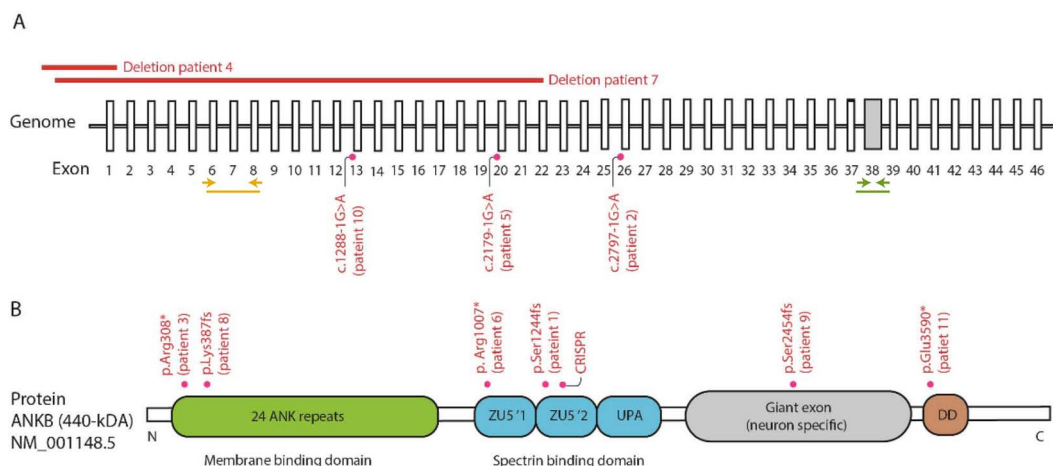 A
Deletion patient 4
Deletion patient 7
Genome
Exon 1 2 3 4 5 6 7 8 9 10 11 12 13 14 15 16 17 18 19 20 21 22 23 24 25 26 27 28 29 30 31 32 33 34 35 36 37 38 39 40 41 42 43 44 45 46
c.1288-1G>A
(pateint 10)
c.2179-1G>A
(patient 5)
c.2797-1G>A
(patient 2)
B
p.Arg308*
(patient 3)
p.Lys387fs
(patient 8)
p. Arg1007*
(patient 6)
p.Ser1244fs
(pateint 1)
CRISPR
p.Ser2454fs
(patient 9)
p.Glu3590*
(patiet 11)
Protein
ANKB (440-kDA)
NM_001148.5
N
24 ANK repeats
ZU5 '1
ZU5 '2
UPA
Giant exon
(neuron specific)
DD
C
Membrane binding domain
Spectrin binding domain